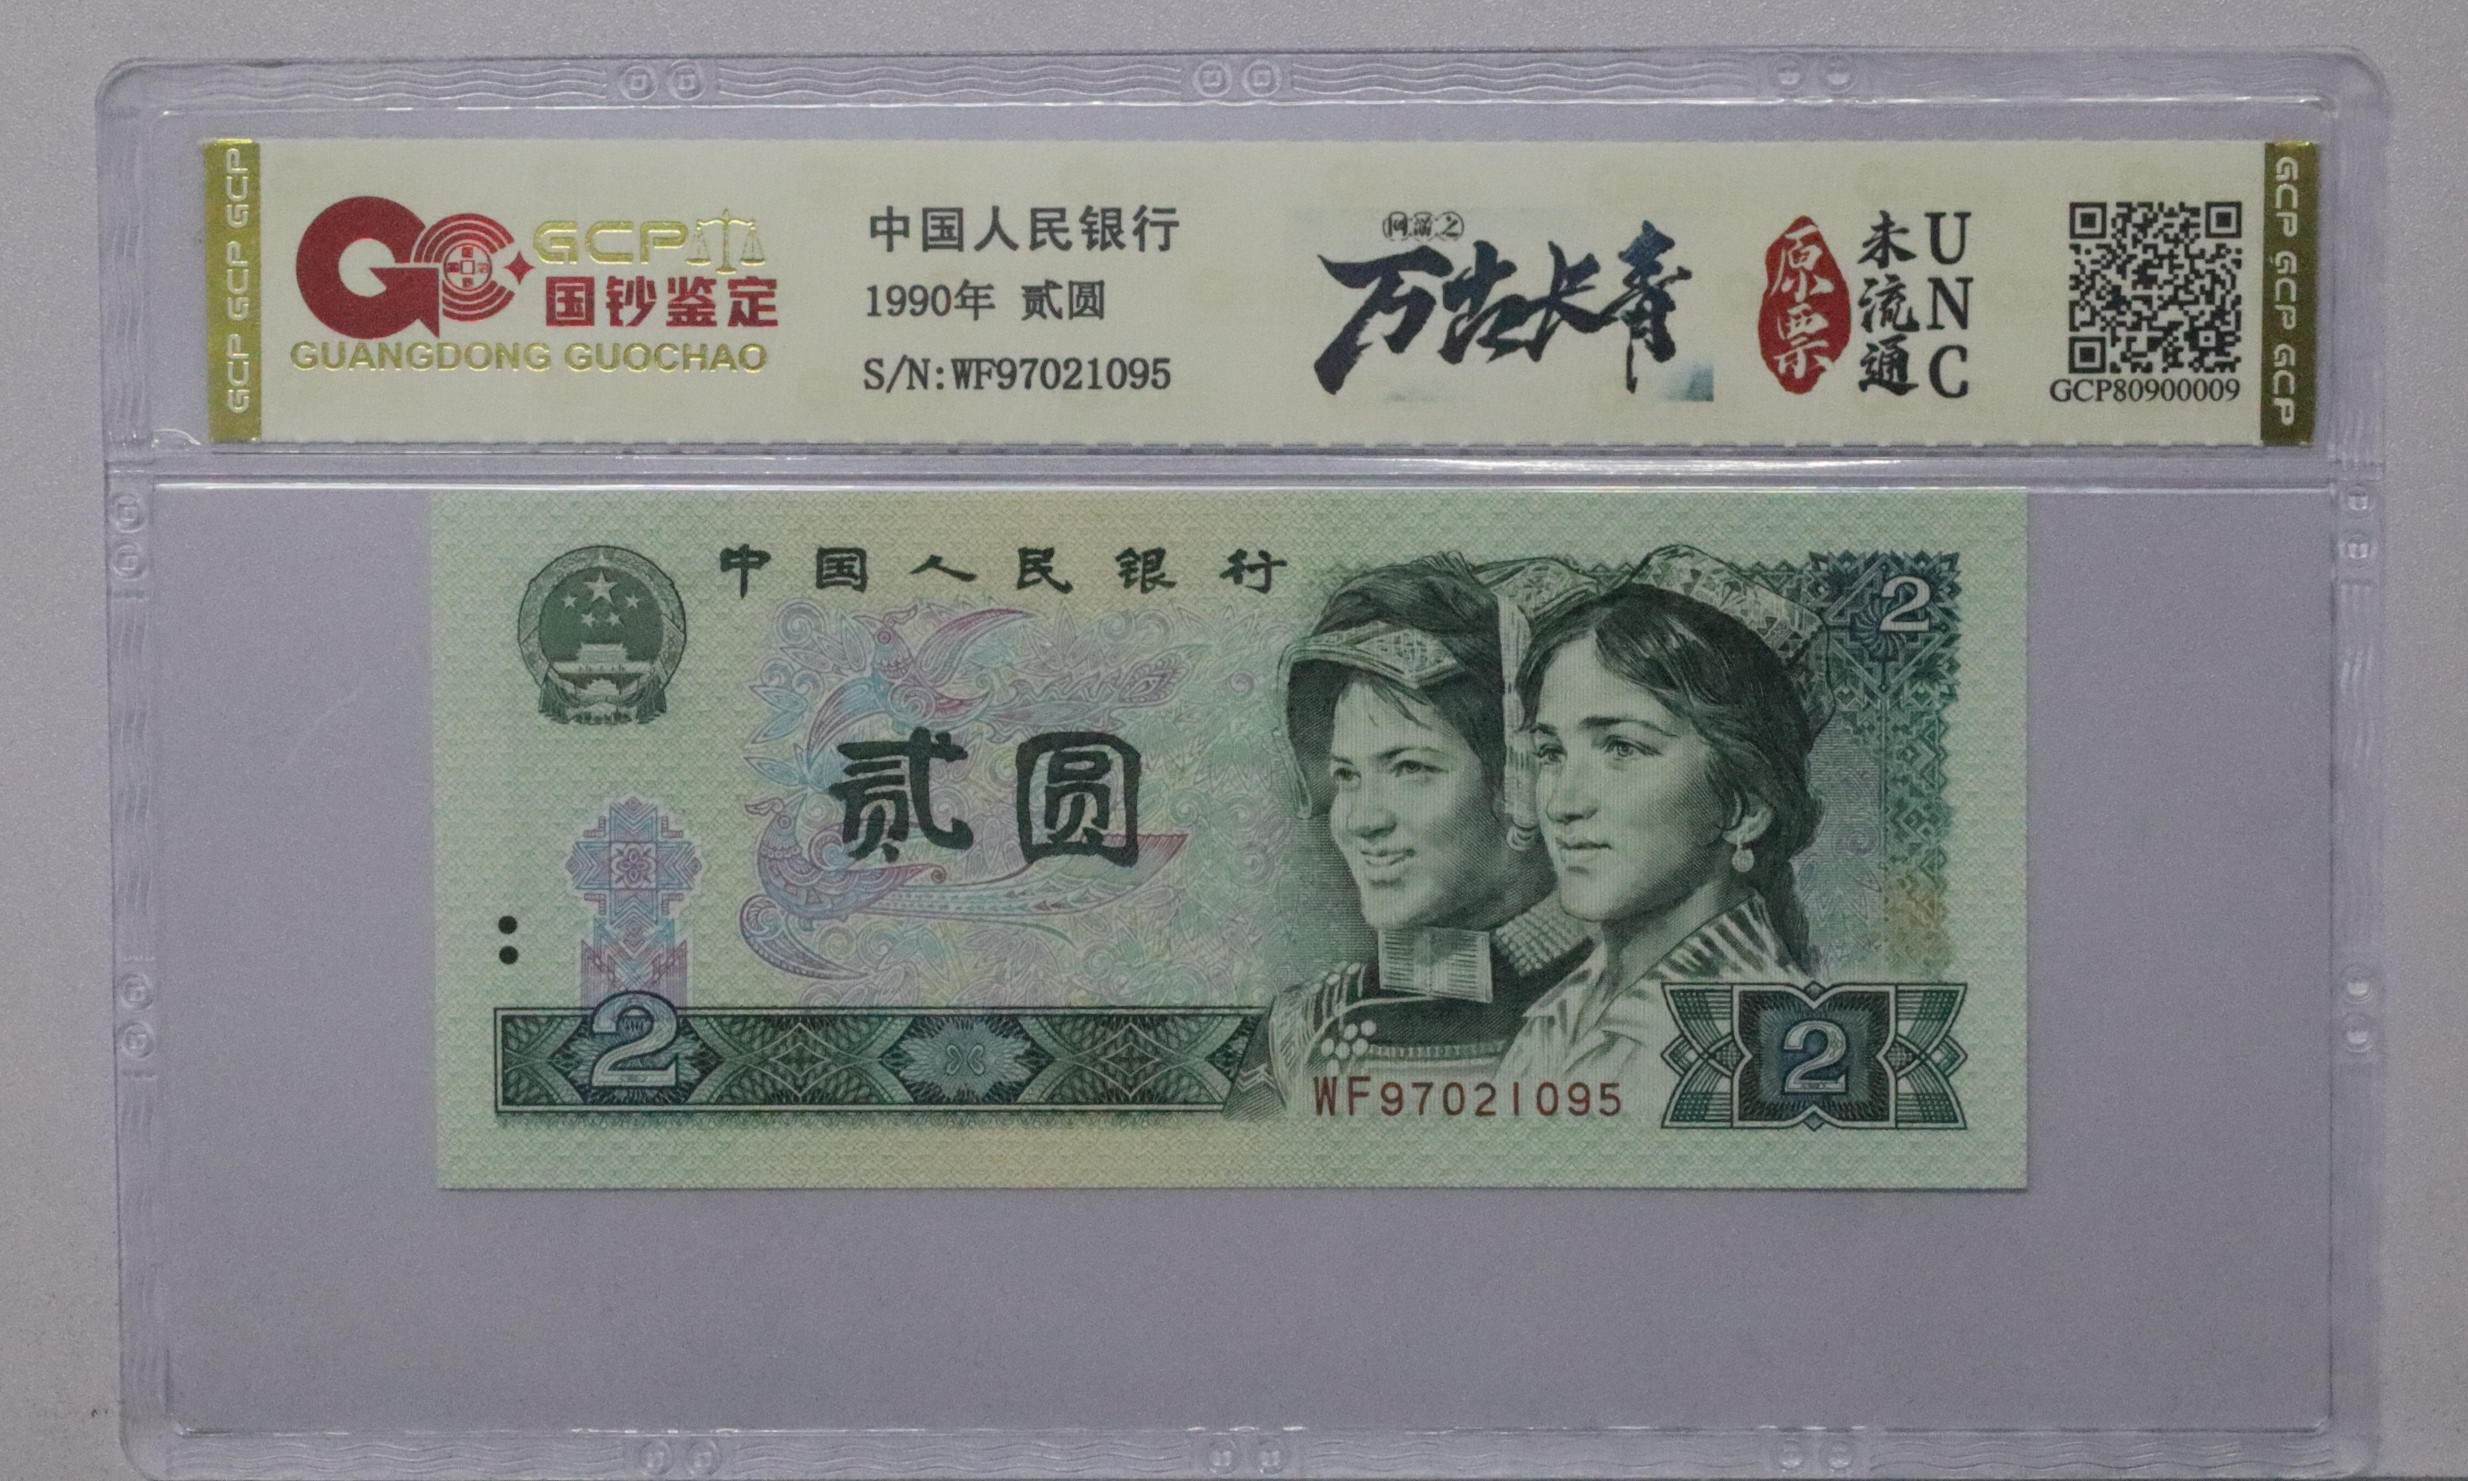 GCP GCP GCP
GCP
国钞鉴定
GUANGDONG GUOCHAO
中国人民银行
1990年 贰圆
S/N:WF97021095
万古长青
原票
未流通
UNC
GCP80900009
GCP GCP GCP
中国人民银行
2
贰圆
2
WF97021095
2